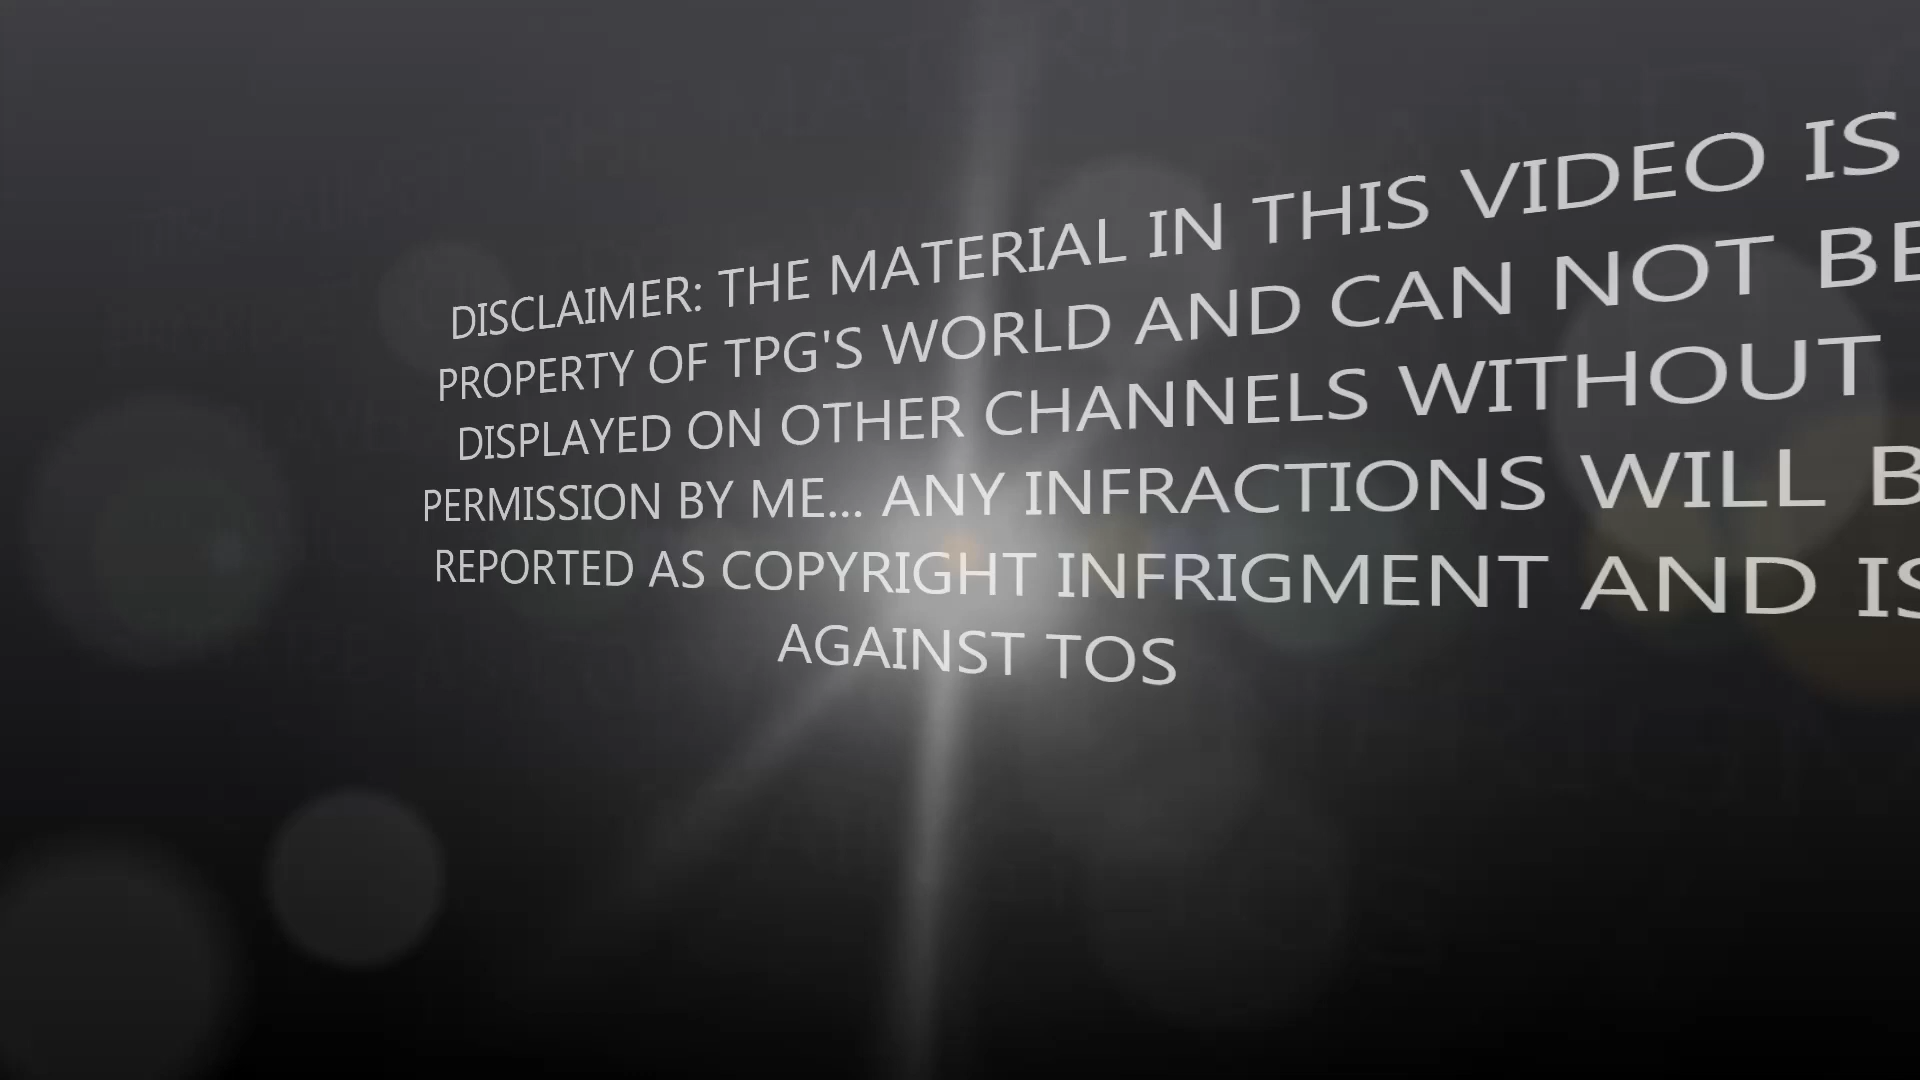 DISCLAIMER: THE MATERIAL IN THIS VIDEO IS
PROPERTY OF TPG'S WORLD AND CAN NOT BE
DISPLAYED ON OTHER CHANNELS WITHOUT
PERMISSION BY ME... ANY INFRACTIONS WILL B
REPORTED AS COPYRIGHT INFRIGMENT AND IS
AGAINST TOS